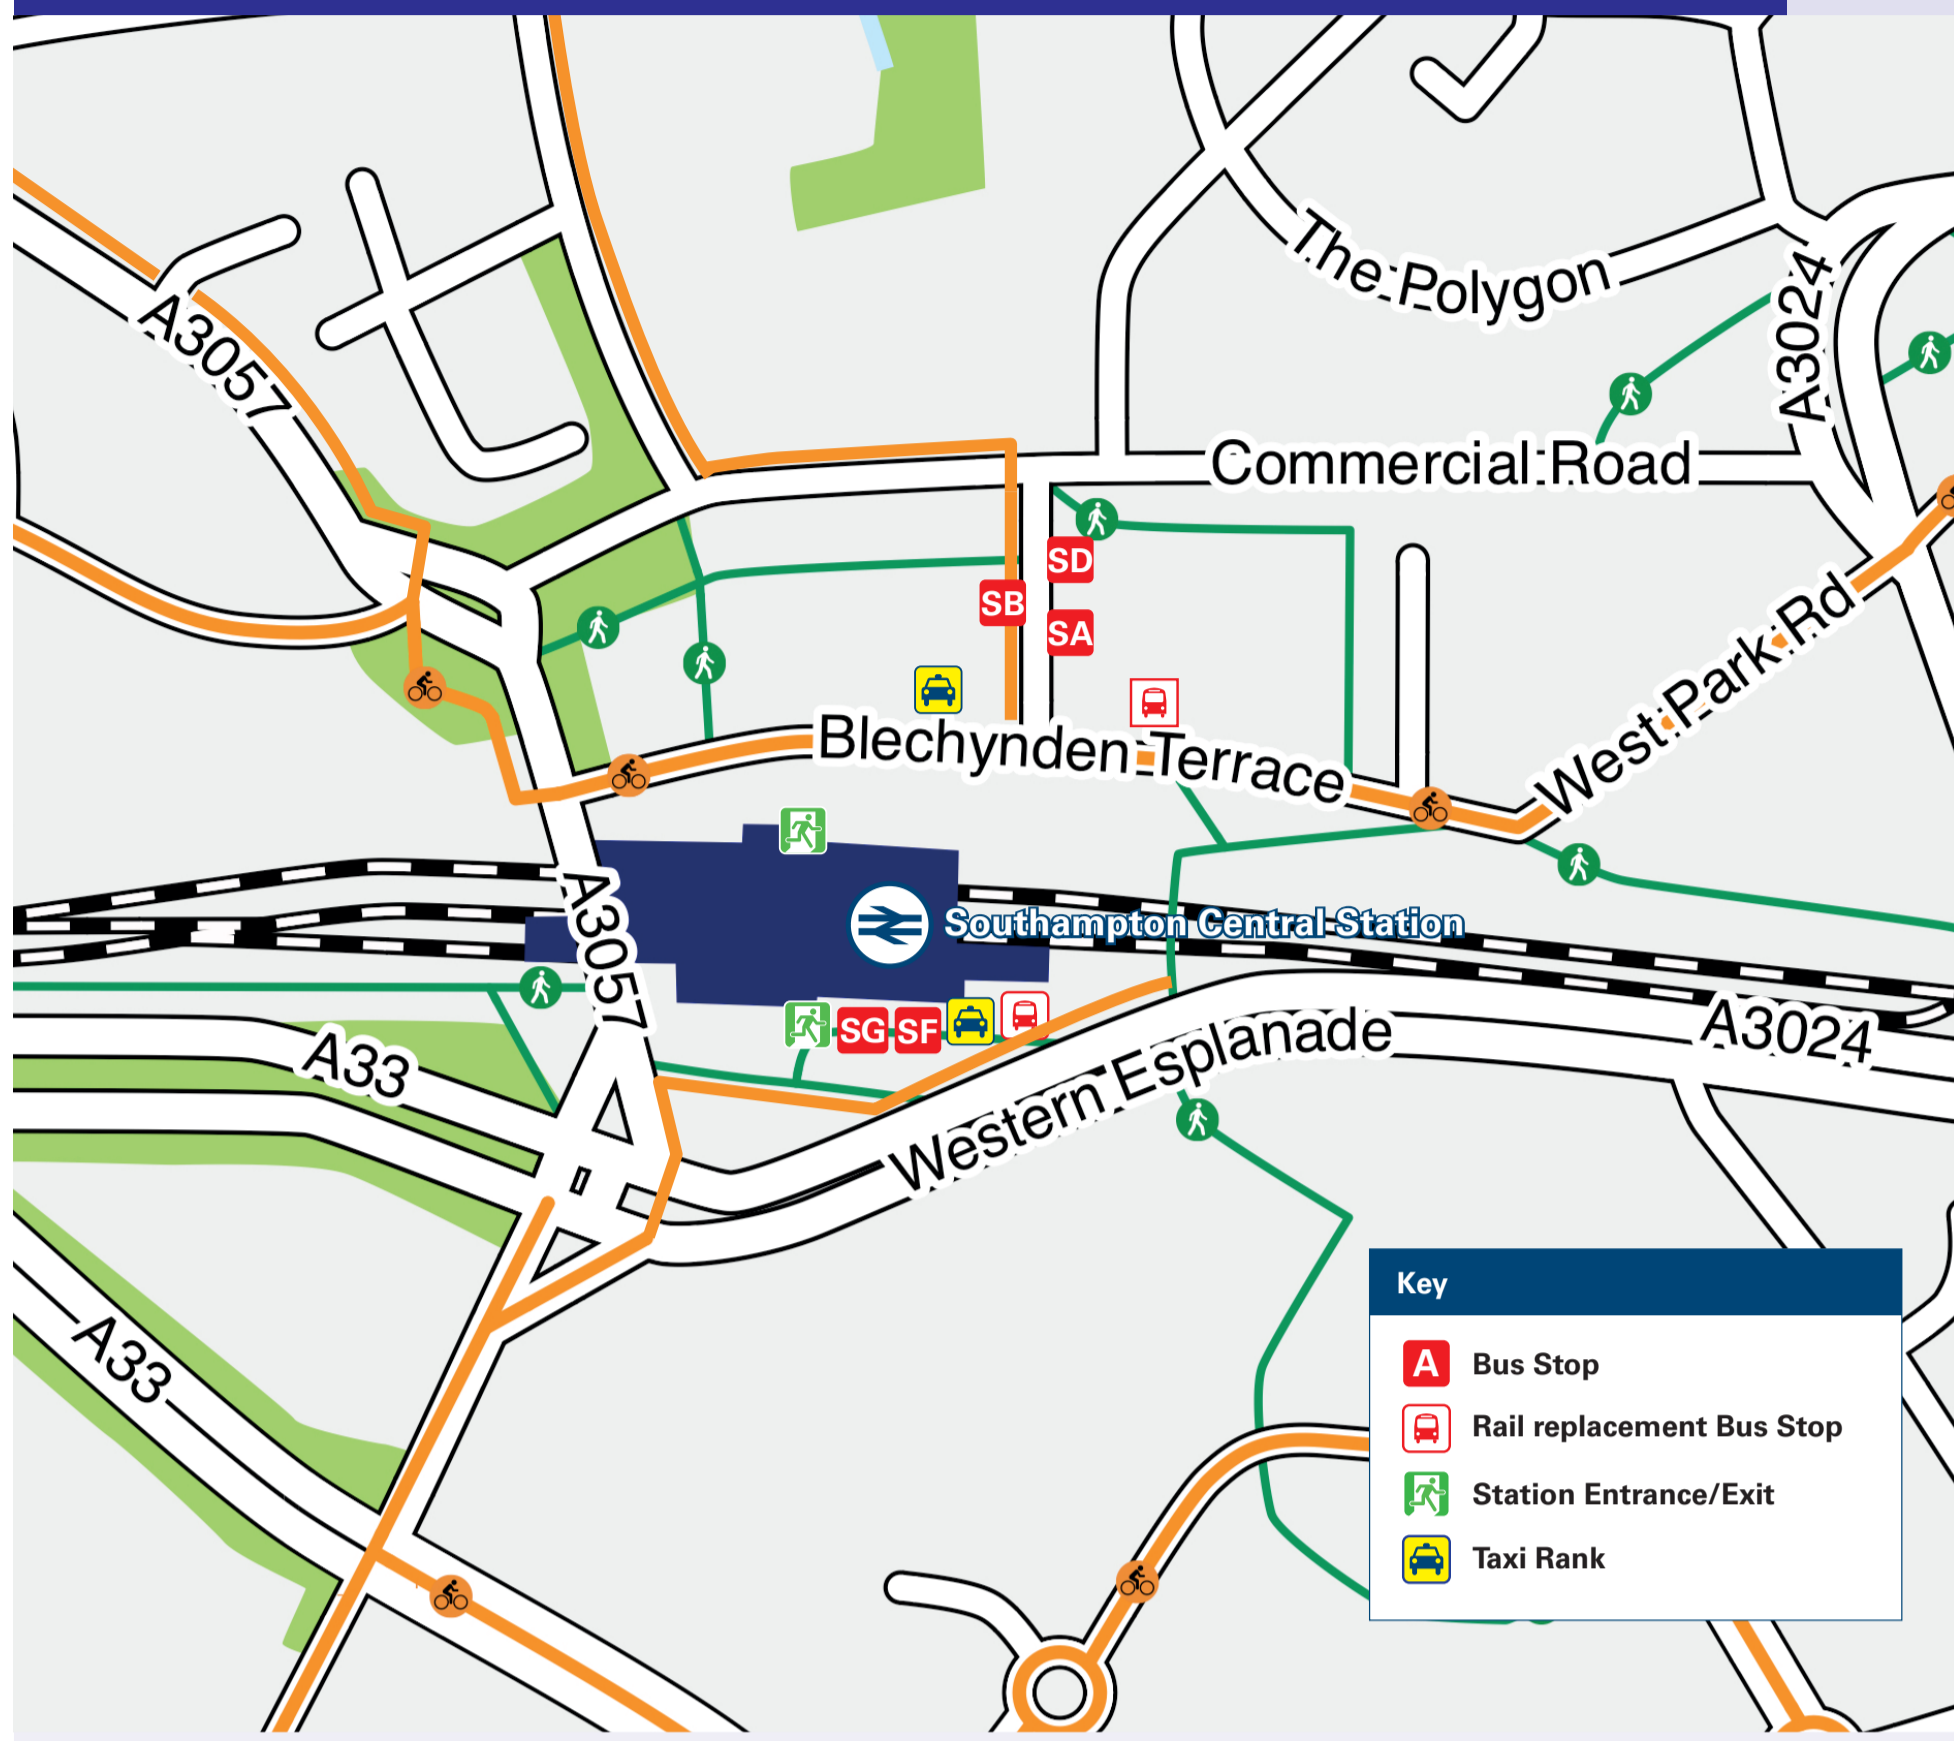 The Polygon
A3024
A3057
Commercial Road
SD
SB
SA
West Park Rd
Blechynden Terrace
A3057
Southampton Central Station
SG
SF
A3024
A33
Western Esplanade
A33
Key
A Bus Stop
Rail replacement Bus Stop
Station Entrance/Exit
Taxi Rank